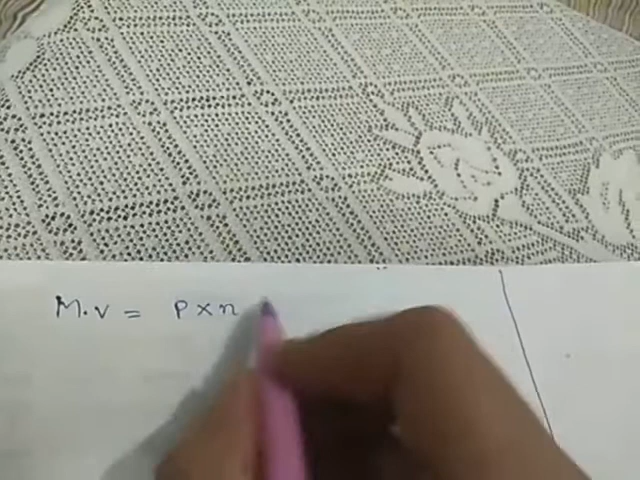 M.V = P × n